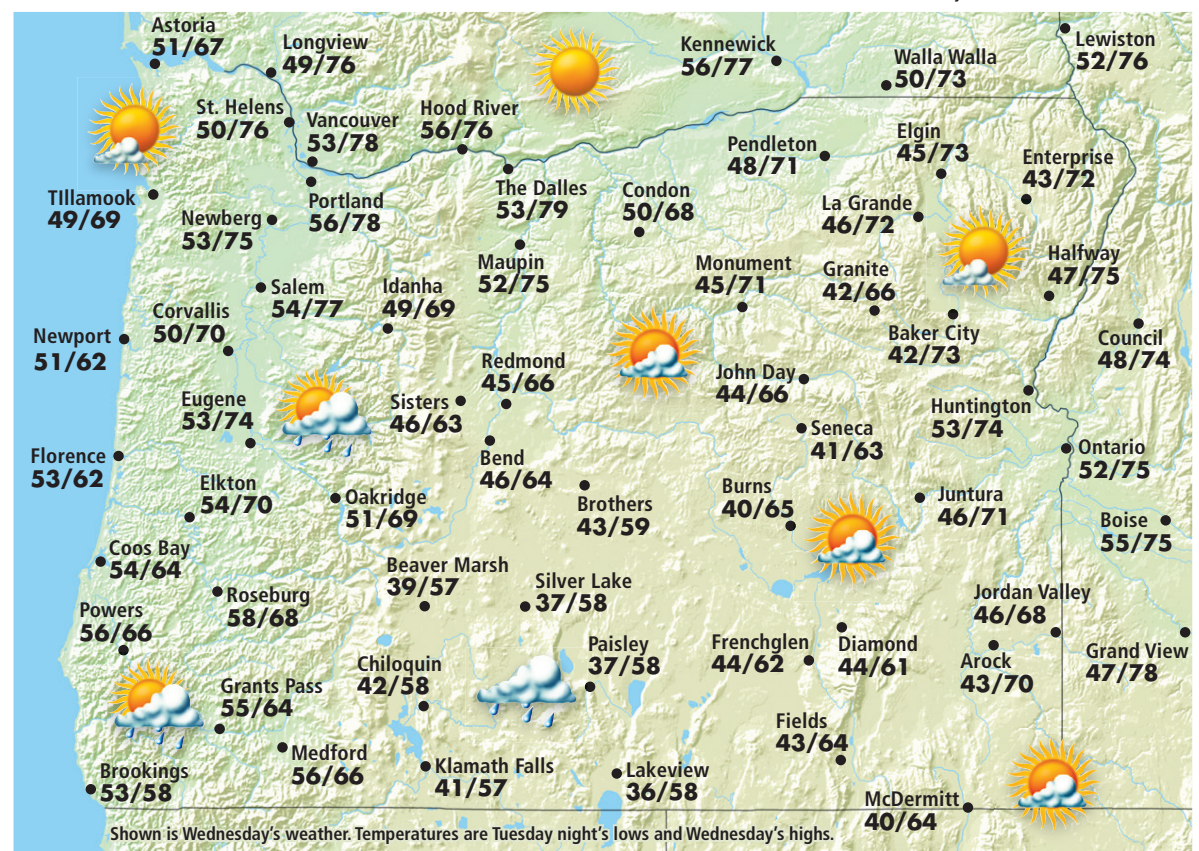 Astoria
51/67
Longview
49/76
Kennewick
56/77
Walla Walla
50/73
Lewiston
52/76
St. Helens
50/76
Vancouver
53/78
Hood River
56/76
Pendleton
48/71
Elgin
45/73
Enterprise
43/72
TIllamook
49/69
Newberg
53/75
Portland
56/78
The Dalles
53/79
Condon
50/68
La Grande
46/72
Maupin
52/75
Monument
45/71
Granite
42/66
Halfway
47/75
Salem
54/77
Idanha
49/69
Corvallis
50/70
Newport
51/62
Baker City
42/73
Council
48/74
Redmond
45/66
John Day
44/66
Eugene
53/74
Sisters
46/63
Huntington
53/74
Seneca
41/63
Florence
53/62
Bend
46/64
Ontario
52/75
Elkton
54/70
Oakridge
51/69
Brothers
43/59
Burns
40/65
Juntura
46/71
Boise
55/75
Coos Bay
54/64
Beaver Marsh
39/57
Silver Lake
37/58
Roseburg
58/68
Jordan Valley
46/68
Powers
56/66
Paisley
37/58
Frenchglen
44/62
Diamond
44/61
Arock
43/70
Grand View
47/78
Chiloquin
42/58
Grants Pass
55/64
Fields
43/64
Medford
56/66
Brookings
53/58
Klamath Falls
41/57
Lakeview
36/58
McDermitt
40/64
Shown is Wednesday's weather. Temperatures are Tuesday night's lows and Wednesday's highs.